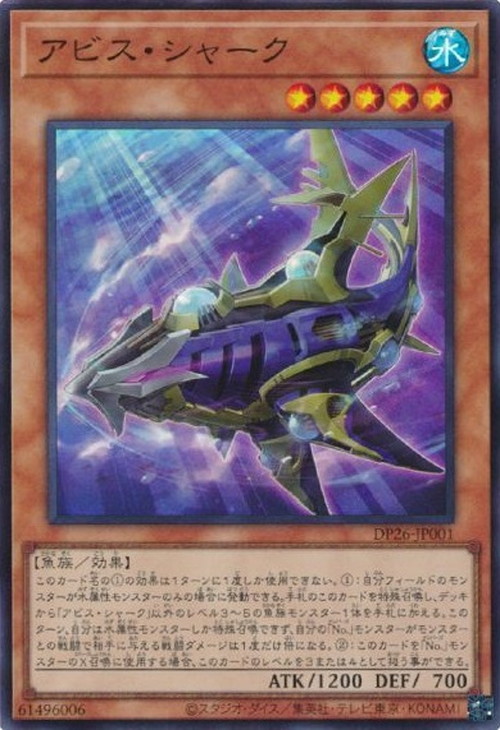 アビス・シャーク
水
DP26-JP001
【魚族／効果】
このカード名の①の効果は１ターンに１度しか使用できない。①：自分フィールドのモン
スターが水属性モンスターのみの場合に発動できる。手札のこのカードを特殊召喚し、デッキ
から「アビス・シャーク」以外のレベル３～５の魚族モンスター１体を手札に加える。このター
ン、自分は水属性モンスターしか特殊召喚できず、自分の「No.」モンスターがモンスター
との戦闘で相手に与える戦闘ダメージは１度だけ倍になる。②：このカードを「No.」モン
スターのX召喚に使用する場合、このカードのレベルを３または４として扱う事ができる。
ATK/1200 DEF/ 700
61496006
©スタジオ・ダイス／集英社・テレビ東京・KONAMI